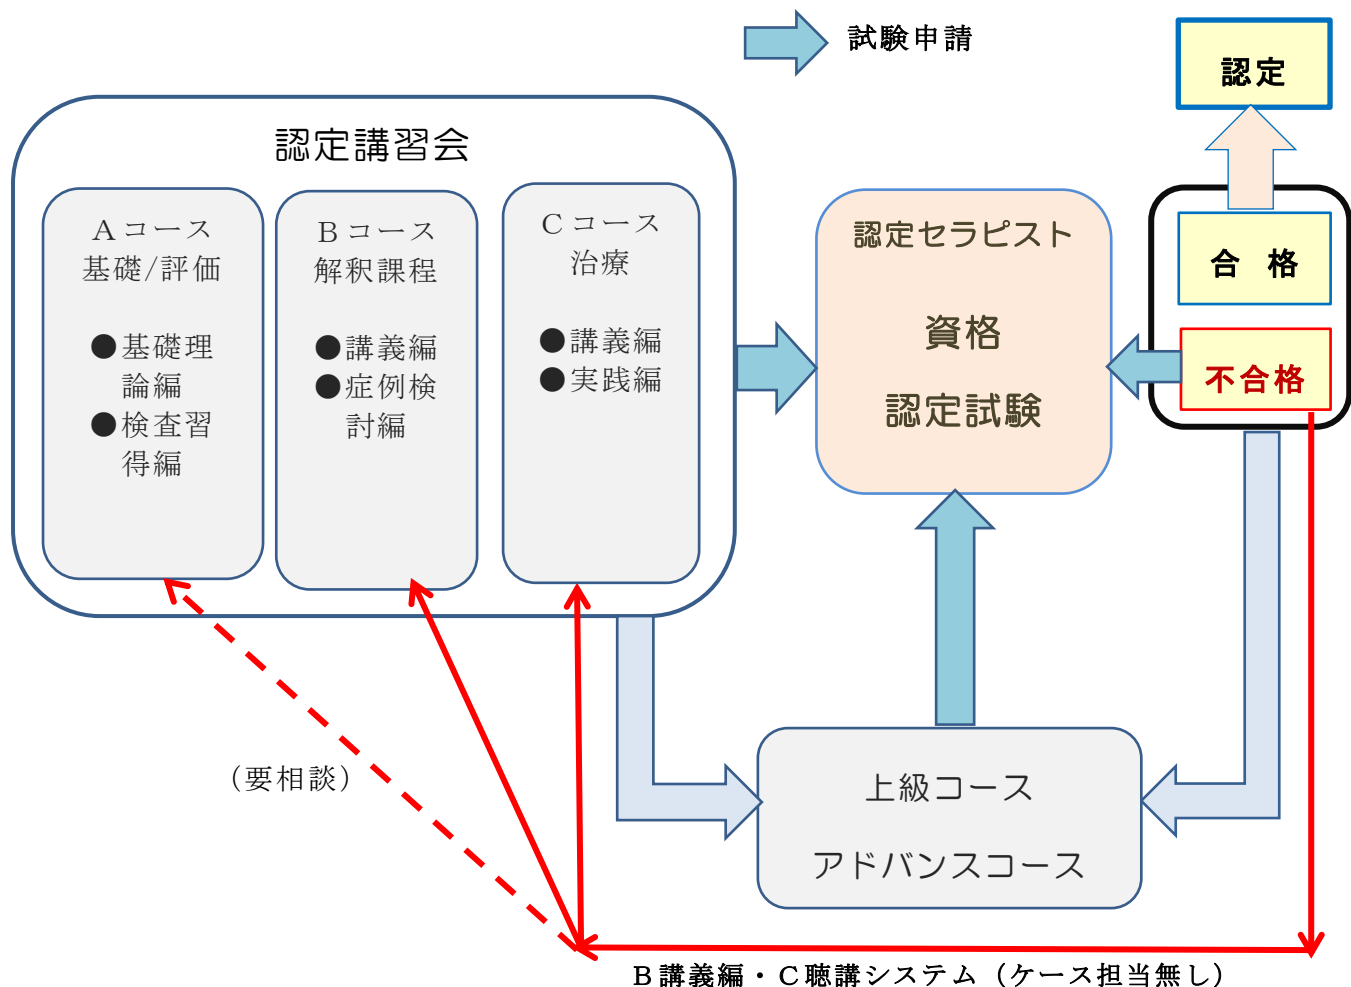 試験申請
認定
認定講習会
Ａコース
基礎/評価
●基礎理
論編
●検査習
得編
Ｂコース
解釈課程
●講義編
●症例検
討編
Ｃコース
治療
●講義編
●実践編
認定セラピスト
資格
認定試験
合　格
不合格
（要相談）
上級コース
アドバンスコース
Ｂ講義編・Ｃ聴講システム（ケース担当無し）